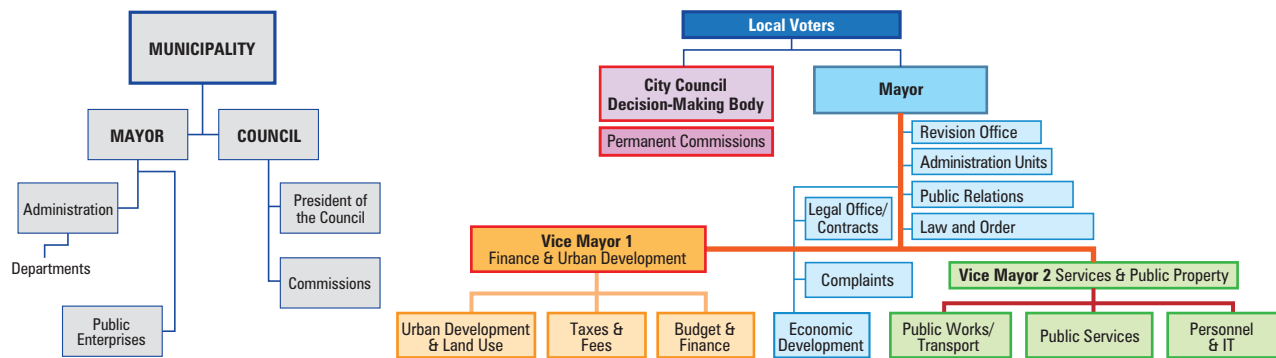 MUNICIPALITY
MAYOR
COUNCIL
Administration
President of
the Council
Departments
Commissions
Public
Enterprises
Local Voters
City Council
Decision-Making Body
Mayor
Permanent Commissions
Revision Office
Administration Units
Public Relations
Legal Office/
Contracts
Law and Order
Vice Mayor 1
Finance & Urban Development
Complaints
Vice Mayor 2 Services & Public Property
Urban Development
& Land Use
Taxes &
Fees
Budget &
Finance
Economic
Development
Public Works/
Transport
Public Services
Personnel
& IT